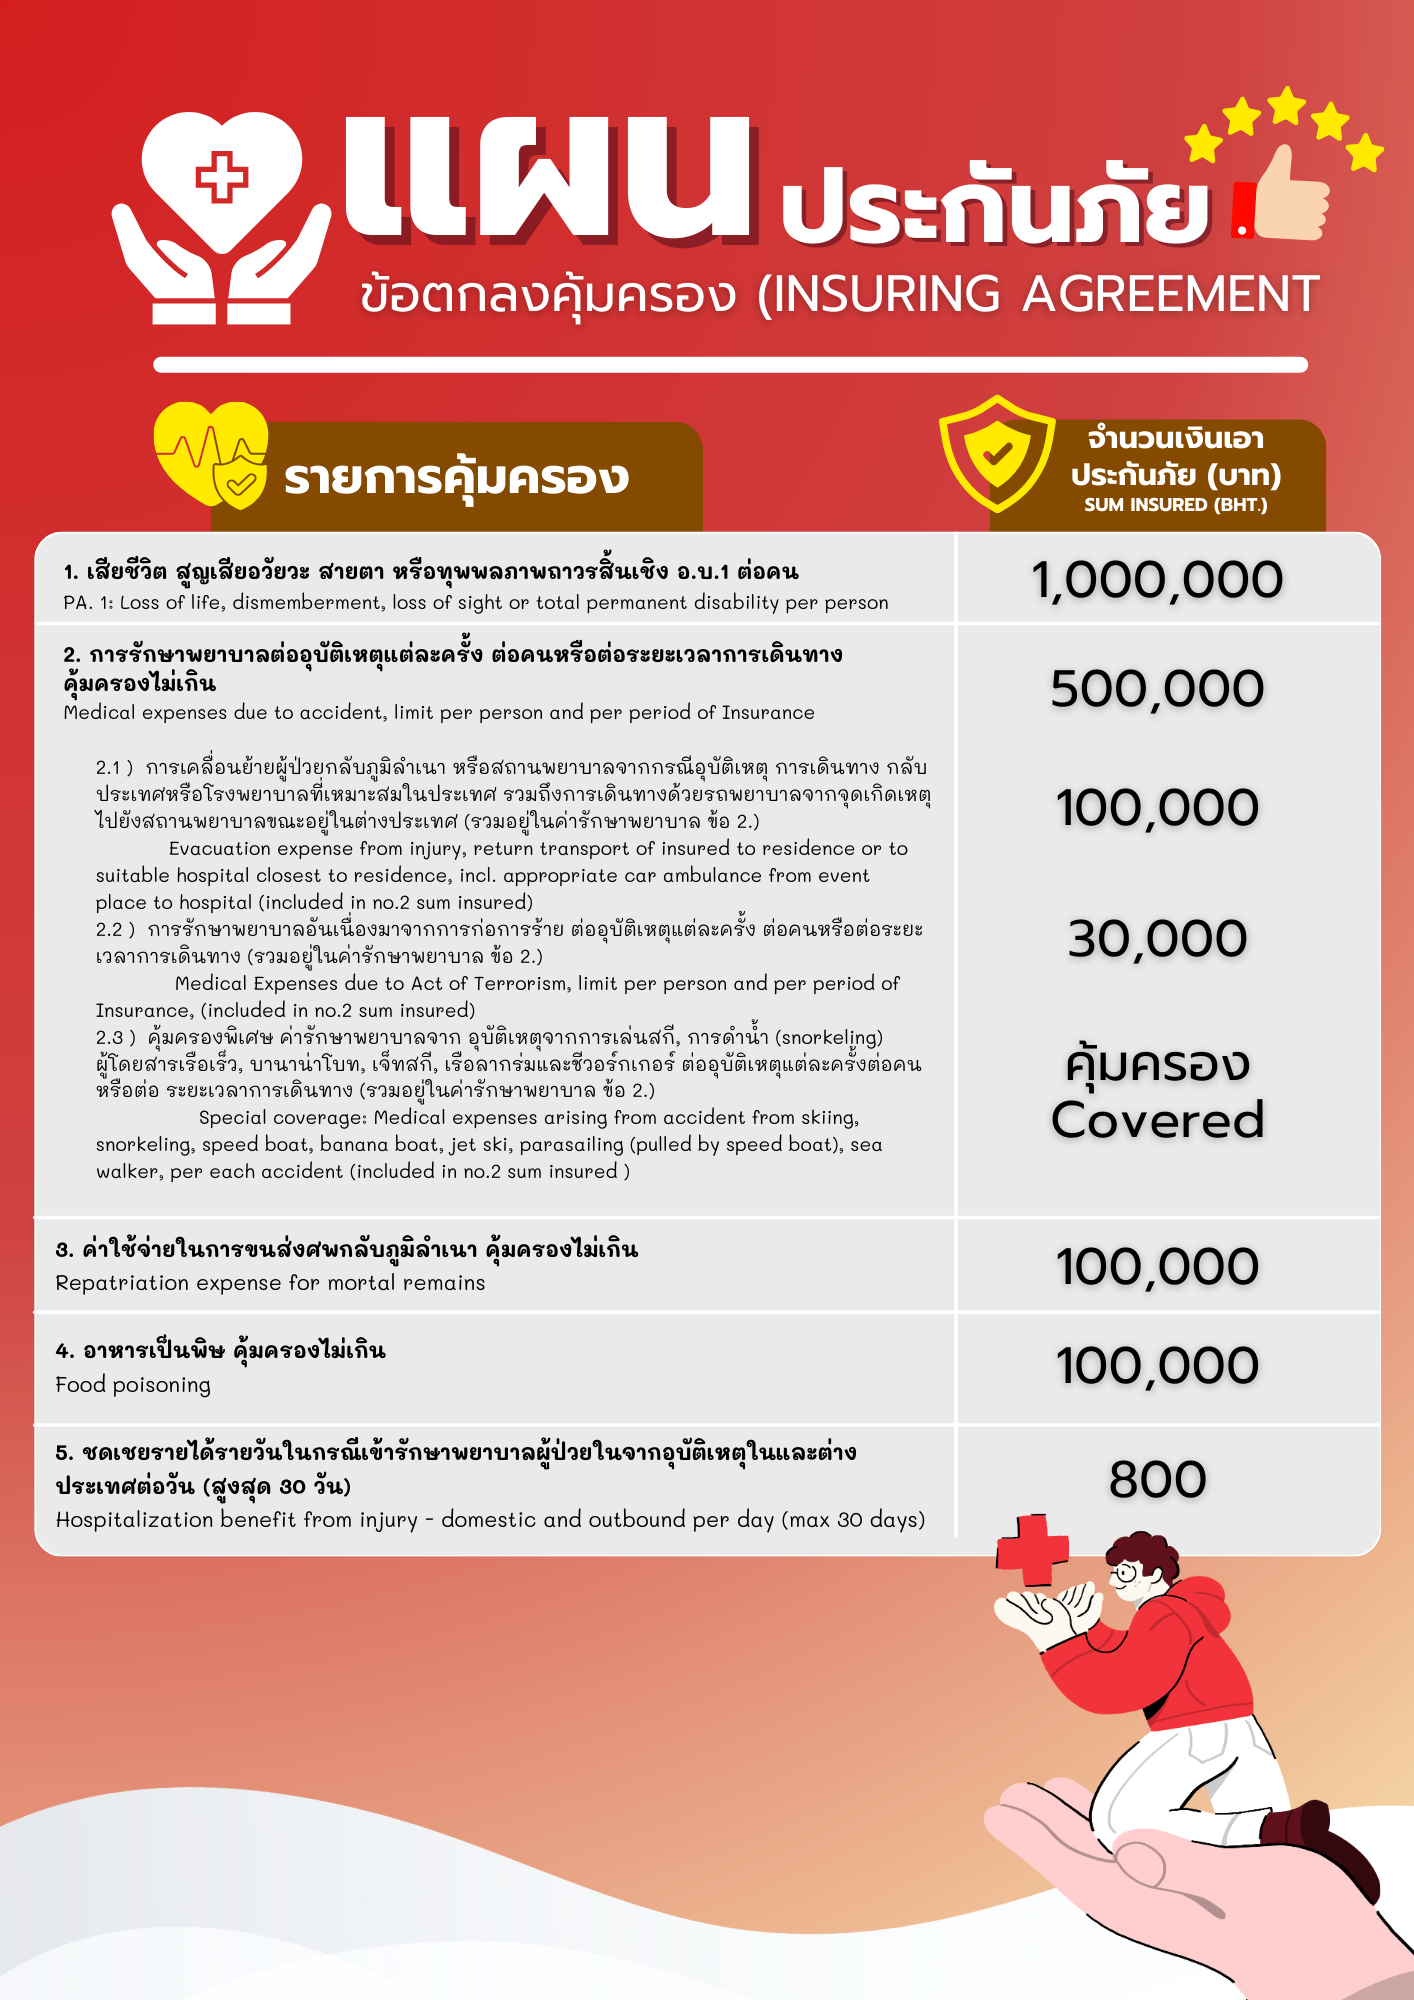 แผน ประกันภัย
ข้อตกลงคุ้มครอง (INSURING AGREEMENT
รายการคุ้มครอง
จำนวนเงินเอา
ประกันภัย (บาท)
SUM INSURED (BHT.)
1. เสียชีวิต สูญเสียอวัยวะ สายตา หรือทุพพลภาพถาวรสิ้นเชิง อ.บ.1 ต่อคน
PA. 1: Loss of life, dismemberment, loss of sight or total permanent disability per person
1,000,000
2. การรักษาพยาบาลต่ออุบัติเหตุแต่ละครั้ง ต่อคนหรือต่อระยะเวลาการเดินทาง
คุ้มครองไม่เกิน
Medical expenses due to accident, limit per person and per period of Insurance
500,000
2.1 ) การเคลื่อนย้ายผู้ป่วยกลับภูมิลำเนา หรือสถานพยาบาลจากกรณีอุบัติเหตุ การเดินทาง กลับ
ประเทศหรือโรงพยาบาลที่เหมาะสมในประเทศ รวมถึงการเดินทางด้วยรถพยาบาลจากจุดเกิดเหตุ
ไปยังสถานพยาบาลขณะอยู่ในต่างประเทศ (รวมอยู่ในค่ารักษาพยาบาล ข้อ 2.)
Evacuation expense from injury, return transport of insured to residence or to
suitable hospital closest to residence, incl. appropriate car ambulance from event
place to hospital (included in no.2 sum insured)
100,000
2.2 ) การรักษาพยาบาลอันเนื่องมาจากการก่อการร้าย ต่ออุบัติเหตุแต่ละครั้ง ต่อคนหรือต่อระยะ
เวลาการเดินทาง (รวมอยู่ในค่ารักษาพยาบาล ข้อ 2.)
Medical Expenses due to Act of Terrorism, limit per person and per period of
Insurance, (included in no.2 sum insured)
30,000
2.3 ) คุ้มครองพิเศษ ค่ารักษาพยาบาลจาก อุบัติเหตุจากการเล่นสกี, การดำน้ำ (snorkeling)
ผู้โดยสารเรือเร็ว, บานาน่าโบท, เจ็ทสกี, เรือลากร่มและซีวอร์กเกอร์ ต่ออุบัติเหตุแต่ละครั้งต่อคน
หรือต่อ ระยะเวลาการเดินทาง (รวมอยู่ในค่ารักษาพยาบาล ข้อ 2.)
Special coverage: Medical expenses arising from accident from skiing,
snorkeling, speed boat, banana boat, jet ski, parasailing (pulled by speed boat), sea
walker, per each accident (included in no.2 sum insured )
คุ้มครอง
Covered
3. ค่าใช้จ่ายในการขนส่งศพกลับภูมิลำเนา คุ้มครองไม่เกิน
Repatriation expense for mortal remains
100,000
4. อาหารเป็นพิษ คุ้มครองไม่เกิน
Food poisoning
100,000
5. ชดเชยรายได้รายวันในกรณีเข้ารักษาพยาบาลผู้ป่วยในจากอุบัติเหตุในและต่าง
ประเทศต่อวัน (สูงสุด 30 วัน)
Hospitalization benefit from injury - domestic and outbound per day (max 30 days)
800